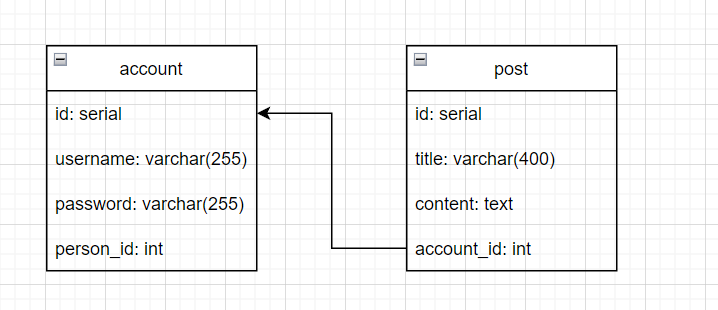 account
id: serial
username: varchar(255)
password: varchar(255)
person_id: int
post
id: serial
title: varchar(400)
content: text
account_id: int